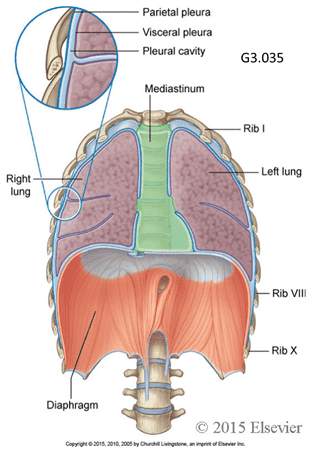 Parietal pleura
Visceral pleura
Pleural cavity
G3.035
Mediastinum
Rib I
Right
lung
Left lung
Rib VIII
Rib X
Diaphragm
© 2015 Elsevier
Copyright © 2015, 2010, 2005 by Churchill Livingstone, an imprint of Elsevier Inc.